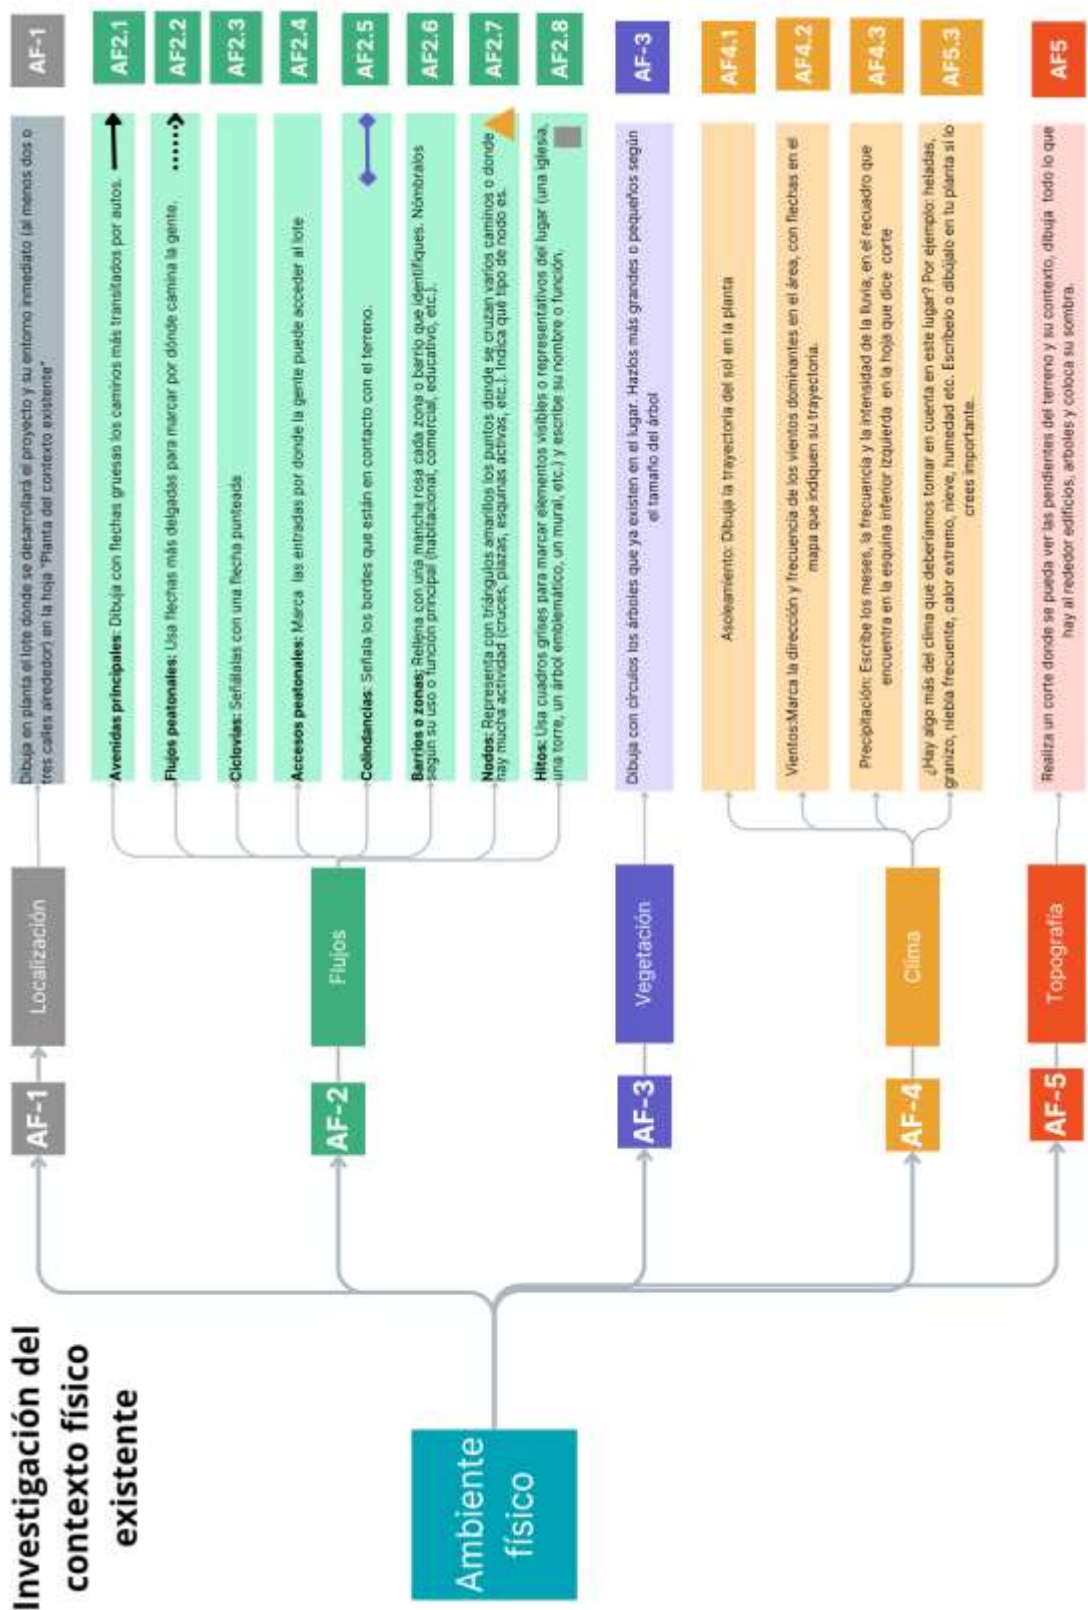 Investigación del
contexto físico
existente
Ambiente
físico
AF-1
Localización
Dibuja en planta el lote donde se desarrollará el proyecto y su entorno inmediato (al menos dos o
tres calles alrededor) en la hoja "Planta del contexto existente"
AF-1
AF-2
Flujos
Avenidas principales: Dibuja con flechas gruesas los caminos más transitados por autos.
AF2.1
Flujos peatonales: Usa flechas más delgadas para marcar por dónde camina la gente.
AF2.2
Ciclovías: Señálalas con una flecha punteada
AF2.3
Accesos peatonales: Marca las entradas por donde la gente puede acceder al lote
AF2.4
Colindancias: Señala los bordes que están en contacto con el terreno.
AF2.5
Barrios o zonas: Rellena con una mancha rosa cada zona o barrio que identifiques. Nómbralos
según su uso o función principal (habitacional, comercial, educativo, etc.).
AF2.6
Nodos: Representa con triángulos amarillos los puntos donde se cruzan varios caminos o donde
hay mucha actividad (cruces, plazas, esquinas activas, etc.). Indica qué tipo de nodo es.
AF2.7
Hitos: Usa cuadros grises para marcar elementos visibles o representativos del lugar (una iglesia,
una torre, un árbol emblemático, un mural, etc.) y escribe su nombre o función.
AF2.8
AF-3
Vegetación
Dibuja con círculos los árboles que ya existen en el lugar. Hazlos más grandes o pequeños según
el tamaño del árbol
AF-3
AF-4
Clima
Asoleamiento: Dibuja la trayectoria del sol en la planta
AF4.1
Vientos:Marca la dirección y frecuencia de los vientos dominantes en el área, con flechas en el
mapa que indiquen su trayectoria.
AF4.2
Precipitación: Escribe los meses, la frecuencia y la intensidad de la lluvia, en el recuadro que
encuentra en la esquina inferior izquierda en la hoja que dice corte
AF4.3
¿Hay algo más del clima que deberíamos tomar en cuenta en este lugar? Por ejemplo: heladas,
granizo, niebla frecuente, calor extremo, nieve, humedad etc. Escríbelo o dibújalo en tu planta si lo
crees importante.
AF5.3
AF-5
Topografía
Realiza un corte donde se pueda ver las pendientes del terreno y su contexto, dibuja todo lo que
hay al rededor edificios, arboles y coloca su sombra.
AF5